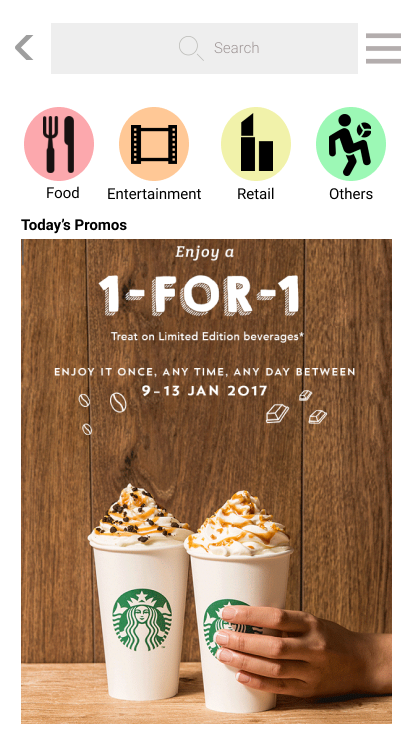 Search
Food Entertainment Retail Others
Today's Promos
Enjoy a
1-FOR-1
Treat on Limited Edition beverages*
ENJOY IT ONCE, ANY TIME, ANY DAY BETWEEN
9–13 JAN 2017